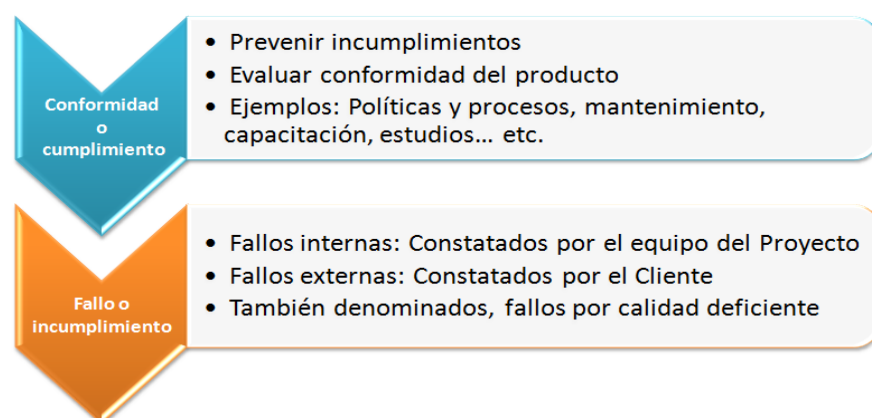 Conformidad
o
cumplimiento
• Prevenir incumplimientos
• Evaluar conformidad del producto
• Ejemplos: Políticas y procesos, mantenimiento,
capacitación, estudios... etc.
Fallo o
incumplimiento
• Fallos internas: Constatados por el equipo del Proyecto
• Fallos externas: Constatados por el Cliente
• También denominados, fallos por calidad deficiente